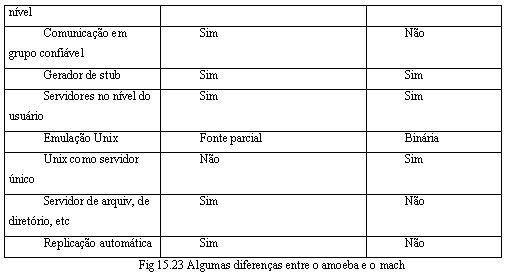 nível
Comunicação em Sim Não
grupo confiável
Gerador de stub Sim Sim
Servidores no nível do Sim Sim
usuário
Emulação Unix Fonte parcial Binária
Unix como servidor Não Sim
único
Servidor de arquiv, de Sim Não
diretório, etc
Replicação automática Sim Não
Fig 15.23 Algumas diferenças entre o amoeba e o mach